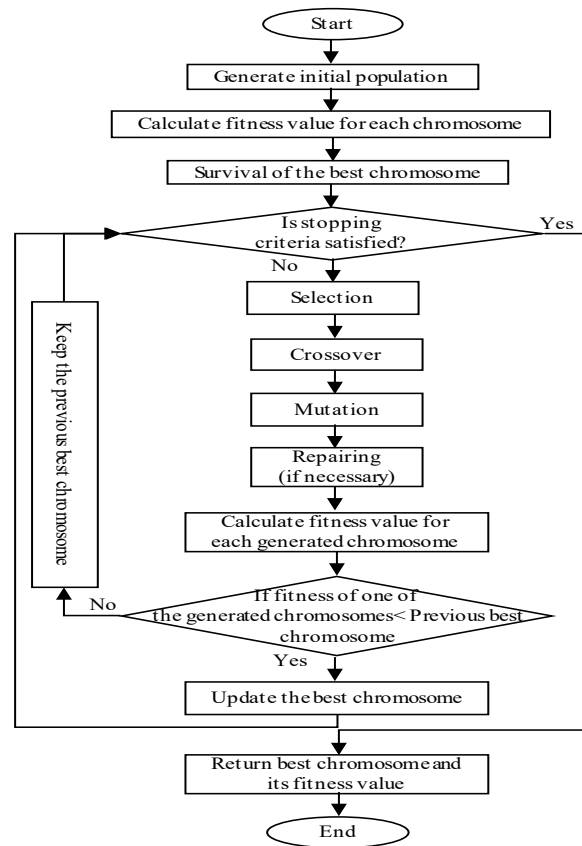 Start
Generate initial population
Calculate fitness value for each chromosome
Survival of the best chromosome
Is stopping
criteria satisfied?
Yes
No
Selection
Crossover
Mutation
Repairing
(if necessary)
Calculate fitness value for
each generated chromosome
If fitness of one of
the generated chromosomes< Previous best
chromosome
No
Keep the previous best chromosome
Yes
Update the best chromosome
Return best chromosome and
its fitness value
End